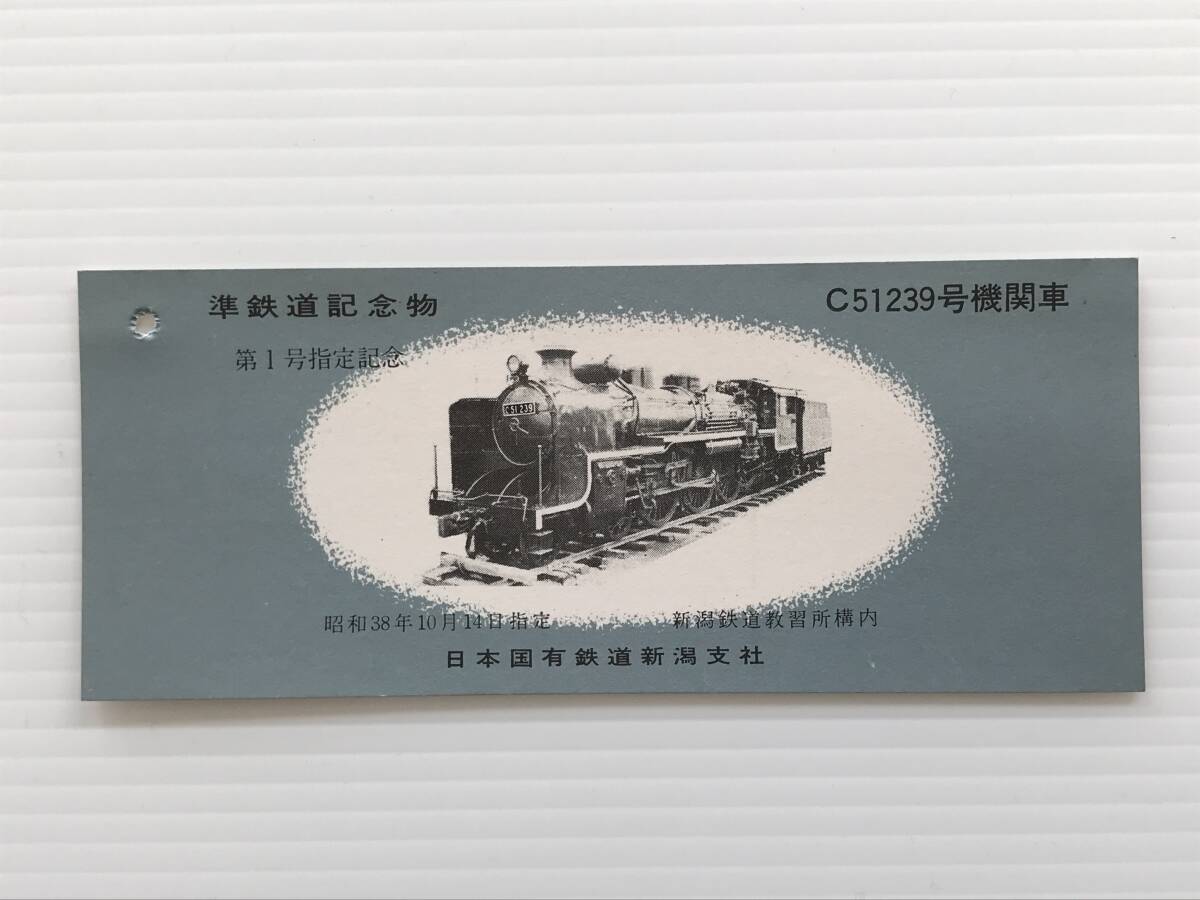 準鉄道記念物
C51239号機関車
第1号指定記念
C51 239
昭和38年10月14日指定
新潟鉄道教習所構内
日本国有鉄道新潟支社